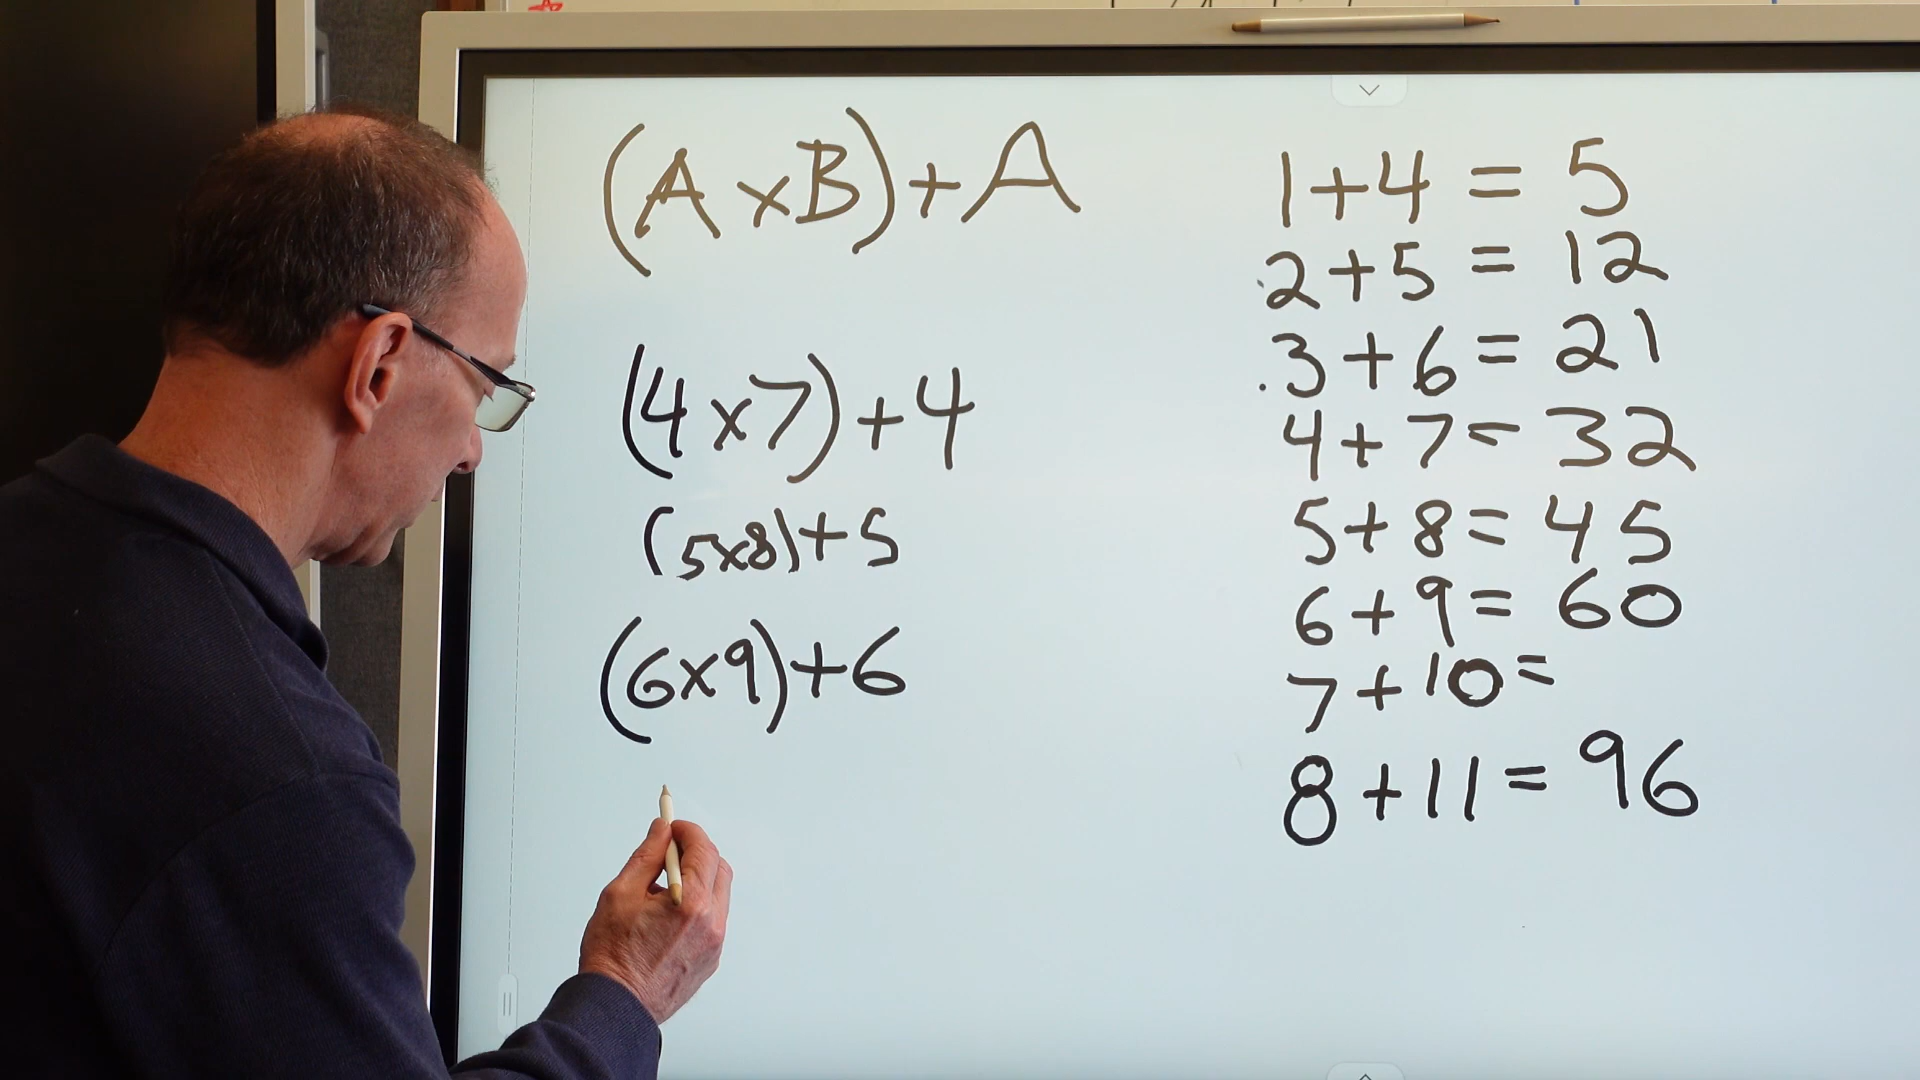 (A x B) + A
(4 x 7) + 4
(5x8) + 5
(6x9) + 6
1 + 4 = 5
2 + 5 = 12
3 + 6 = 21
4 + 7 = 32
5 + 8 = 45
6 + 9 = 60
7 + 10 =
8 + 11 = 96